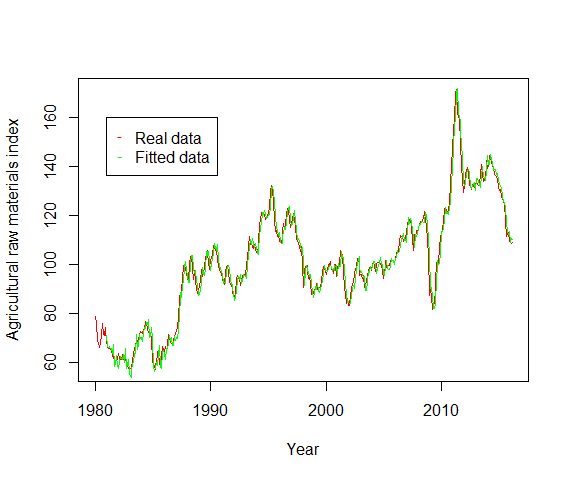 Agricultural raw materials index
160
140
120
100
80
60
- Real data
- Fitted data
1980 1990 2000 2010
Year